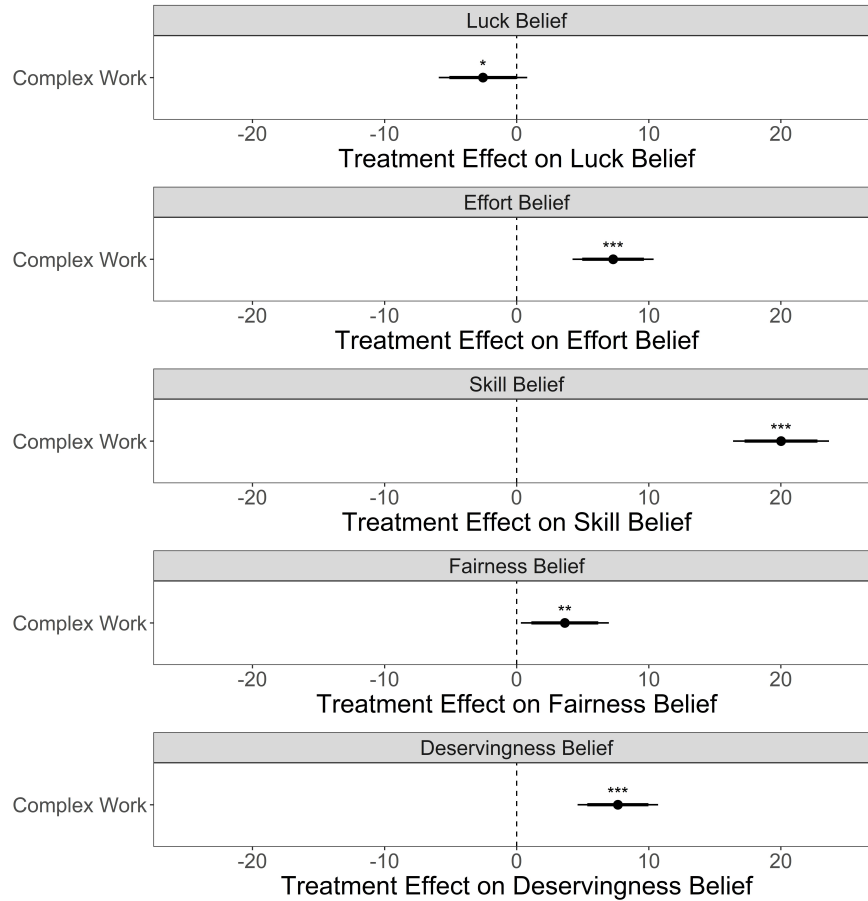 Luck Belief
*
Complex Work
-20 -10 0 10 20
Treatment Effect on Luck Belief
Effort Belief
***
Complex Work
-20 -10 0 10 20
Treatment Effect on Effort Belief
Skill Belief
***
Complex Work
-20 -10 0 10 20
Treatment Effect on Skill Belief
Fairness Belief
**
Complex Work
-20 -10 0 10 20
Treatment Effect on Fairness Belief
Deservingness Belief
***
Complex Work
-20 -10 0 10 20
Treatment Effect on Deservingness Belief